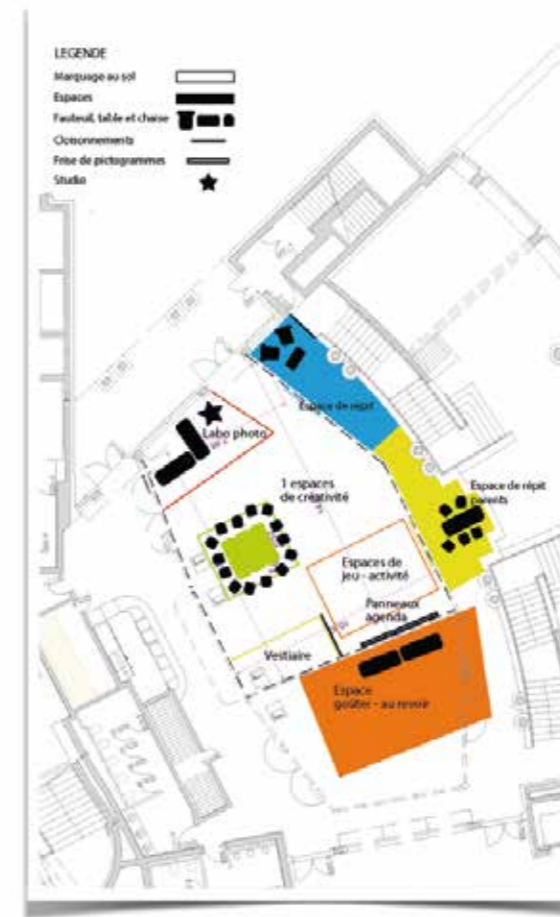 LEGENDE
Marquage au sol
Espaces
Fauteuil, table et chaise
Cloisonnements
Frise de pictogrammes
Studio
Espace de répit
Labo photo
1 espaces
de créativité
Espace de répit
parents
Espaces de
jeu - activité
Panneaux
agenda
Vestiaire
Espace
goûter - au revoir